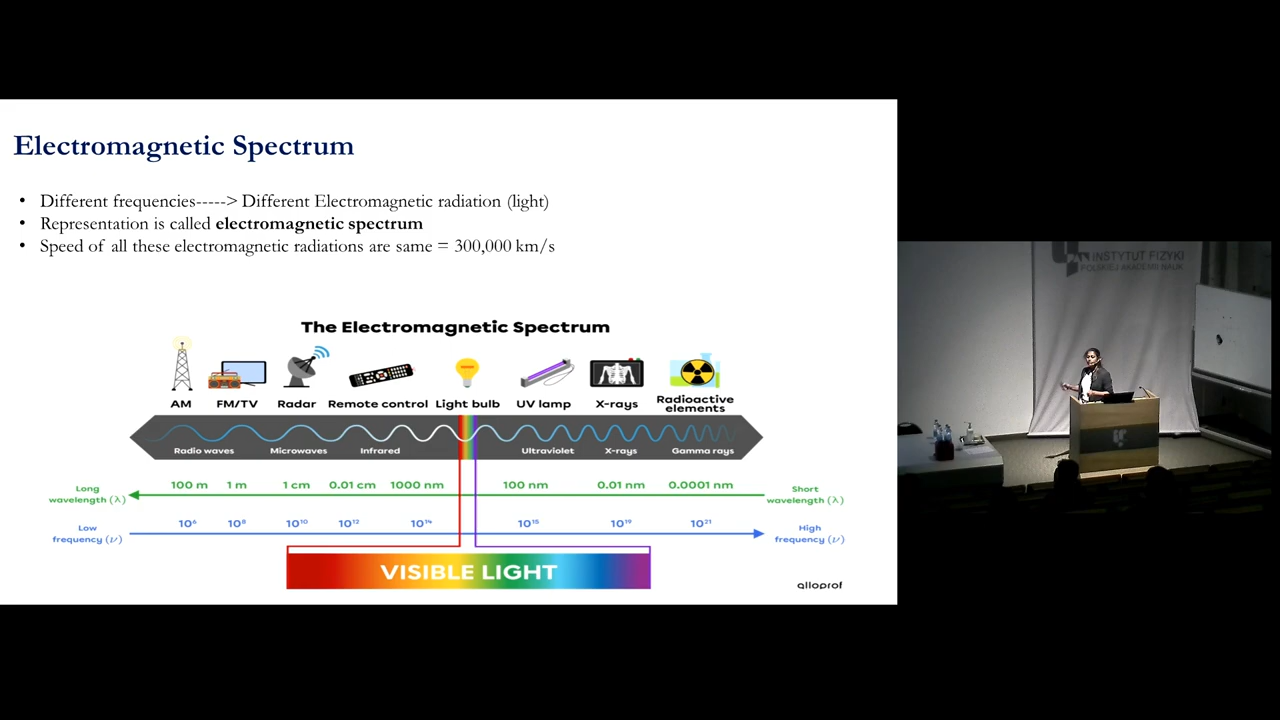 Electromagnetic Spectrum
• Different frequencies-----> Different Electromagnetic radiation (light)
• Representation is called electromagnetic spectrum
• Speed of all these electromagnetic radiations are same = 300,000 km/s
The Electromagnetic Spectrum
AM FM/TV Radar Remote control Light bulb UV lamp X-rays Radioactive elements
Radio waves Microwaves Infrared Ultraviolet X-rays Gamma rays
Long wavelength (λ) 100 m 1 m 1 cm 0.01 cm 1000 nm 100 nm 0.01 nm 0.0001 nm Short wavelength (λ)
Low frequency (ν) 10⁶ 10⁸ 10¹⁰ 10¹² 10¹⁴ 10¹⁵ 10¹⁹ 10²¹ High frequency (ν)
VISIBLE LIGHT
alloprof
INSTYTUT FIZYKI
POLSKIEJ AKADEMII NAUK